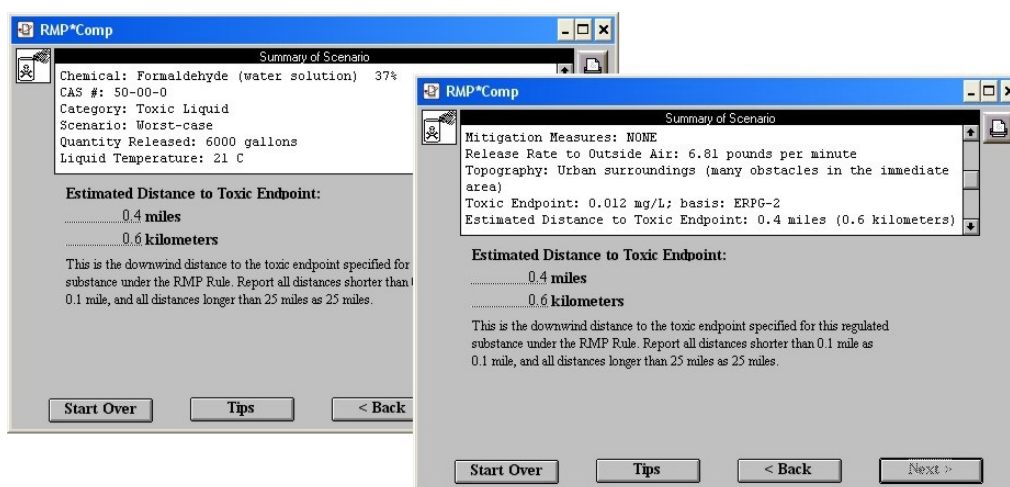 RMP*Comp
Summary of Scenario
Chemical: Formaldehyde (water solution) 37%
CAS #: 50-00-0
Category: Toxic Liquid
Scenario: Worst-case
Quantity Released: 6000 gallons
Liquid Temperature: 21 C
Estimated Distance to Toxic Endpoint:
0.4 miles
0.6 kilometers
This is the downwind distance to the toxic endpoint specified for
substance under the RMP Rule. Report all distances shorter than
0.1 mile, and all distances longer than 25 miles as 25 miles.
Start Over
Tips
< Back
RMP*Comp
Summary of Scenario
Mitigation Measures: NONE
Release Rate to Outside Air: 6.81 pounds per minute
Topography: Urban surroundings (many obstacles in the immediate
area)
Toxic Endpoint: 0.012 mg/L; basis: ERPG-2
Estimated Distance to Toxic Endpoint: 0.4 miles (0.6 kilometers)
Estimated Distance to Toxic Endpoint:
0.4 miles
0.6 kilometers
This is the downwind distance to the toxic endpoint specified for this regulated
substance under the RMP Rule. Report all distances shorter than 0.1 mile as
0.1 mile, and all distances longer than 25 miles as 25 miles.
Start Over
Tips
< Back
Next >